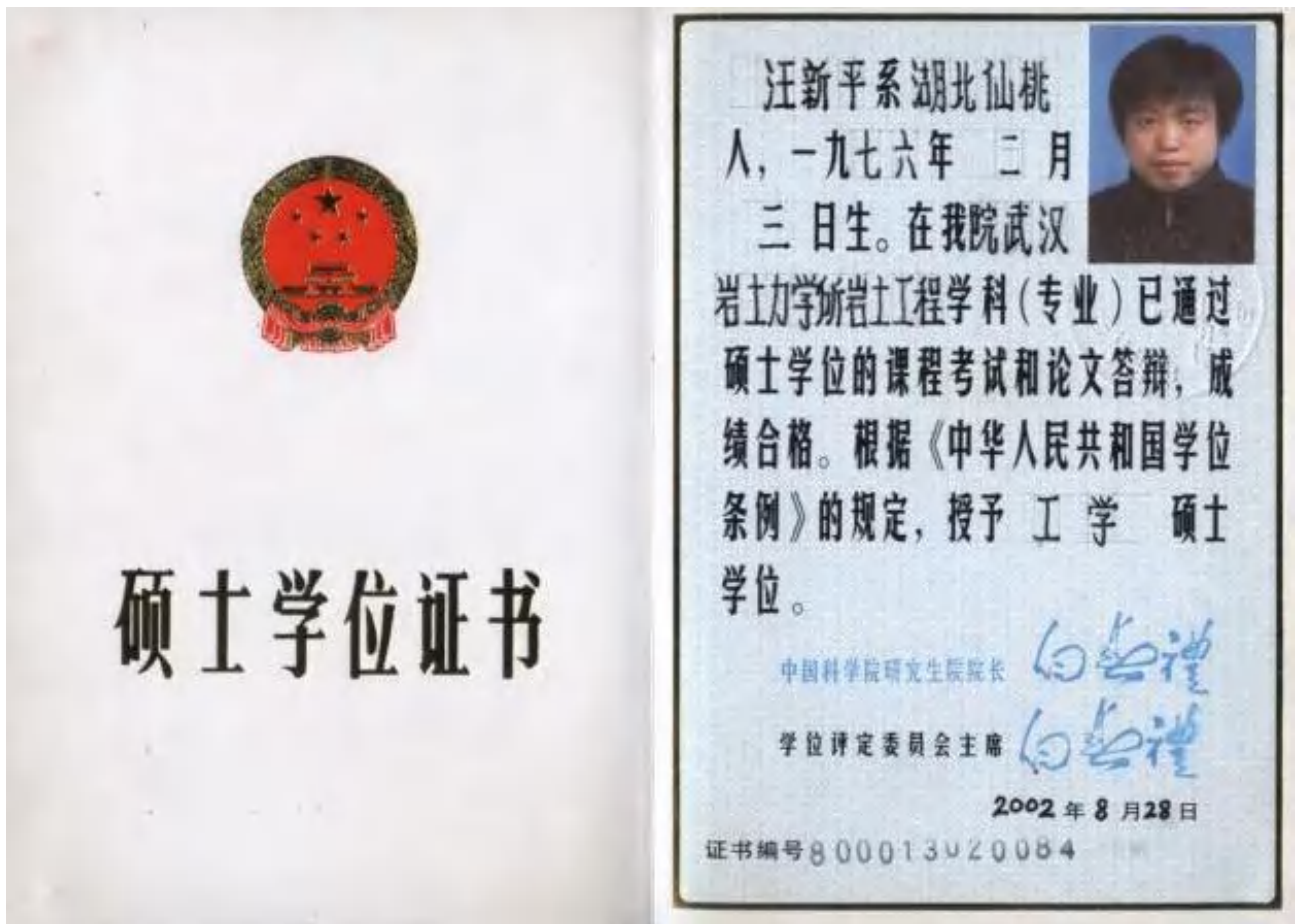 硕士学位证书
汪新平系湖北仙桃
人，一九七六年 二 月
三 日生。在我院武汉
岩土力学所岩土工程学科（专业）已通过
硕士学位的课程考试和论文答辩，成
绩合格。根据《中华人民共和国学位
条例》的规定，授予 工 学 硕士
学位。
中国科学院研究生院院长
学位评定委员会主席
2002 年 8 月 28 日
证书编号 800013020084